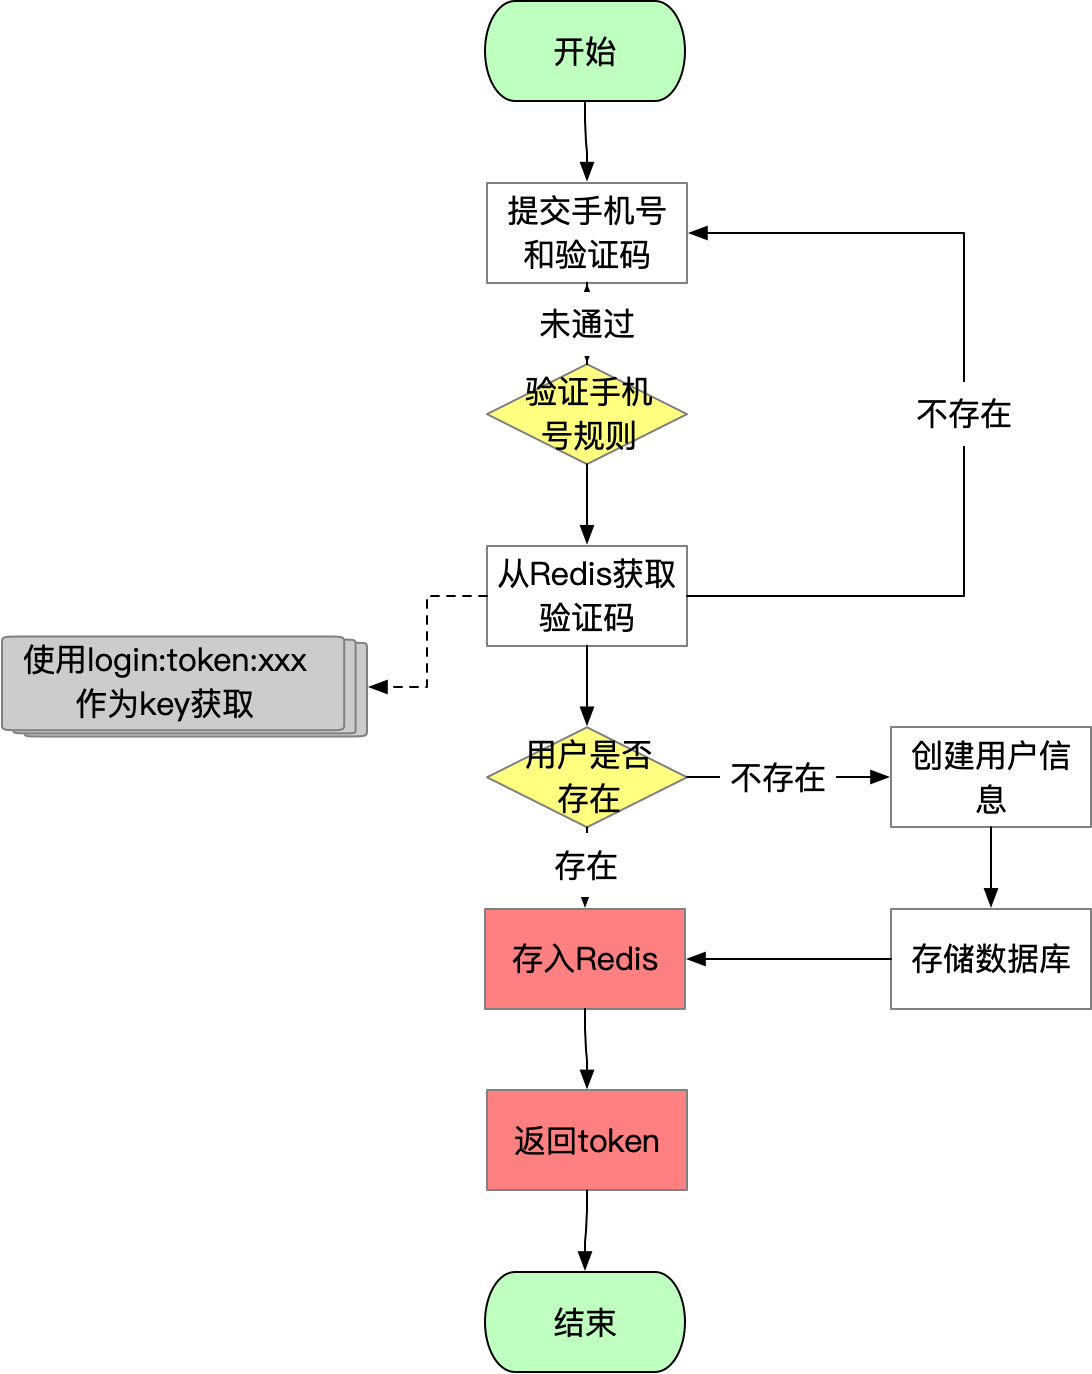 开始
提交手机号
和验证码
未通过
验证手机
号规则
不存在
从Redis获取
验证码
使用login:token:xxx
作为key获取
用户是否
存在
不存在
创建用户信
息
存在
存入Redis
存储数据库
返回token
结束